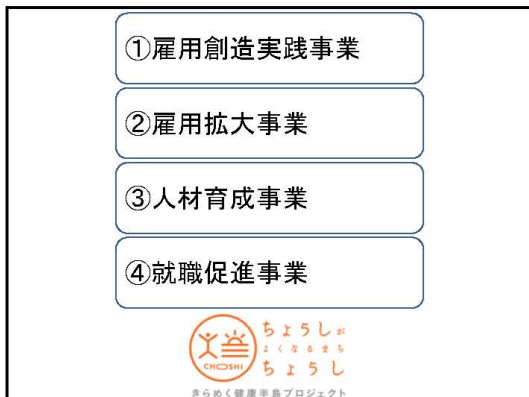 ①雇用創造実践事業
②雇用拡大事業
③人材育成事業
④就職促進事業
ちょうしが
よくなるまち
ちょうし
CHOSHI
きらめく健康半島プロジェクト